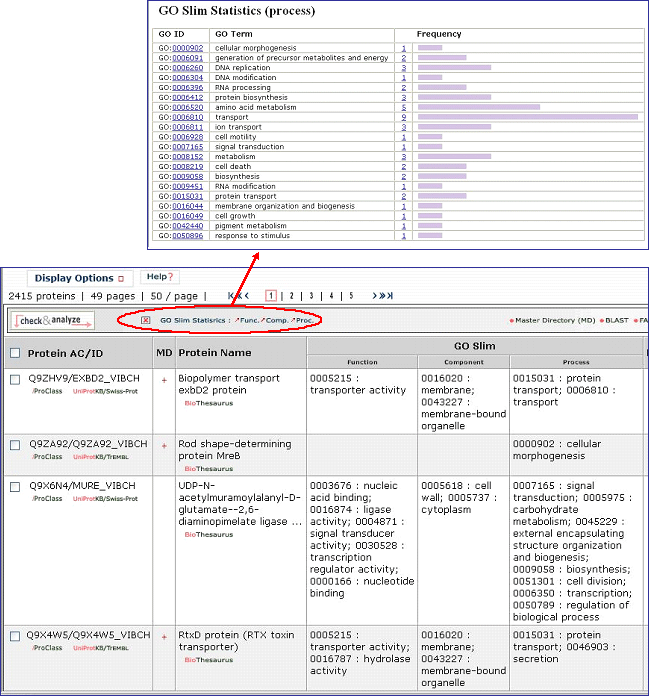 GO Slim Statistics (process)
GO ID GO Term Frequency
GO:0000902 cellular morphogenesis 1
GO:0006091 generation of precursor metabolites and energy 2
GO:0006260 DNA replication 3
GO:0006304 DNA modification 1
GO:0006396 RNA processing 2
GO:0006412 protein biosynthesis 3
GO:0006520 amino acid metabolism 5
GO:0006810 transport 9
GO:0006811 ion transport 3
GO:0006928 cell motility 1
GO:0007165 signal transduction 1
GO:0008152 metabolism 3
GO:0008219 cell death 2
GO:0009058 biosynthesis 2
GO:0009451 RNA modification 1
GO:0015031 protein transport 2
GO:0016044 membrane organization and biogenesis 1
GO:0016049 cell growth 1
GO:0042440 pigment metabolism 1
GO:0050896 response to stimulus 1
Display Options Help?
2415 proteins | 49 pages | 50 / page | 1 | 2 | 3 | 4 | 5
check&analyze GO Slim Statisrics : Func. Comp. Proc. Master Directory (MD) BLAST FA
Protein AC/ID MD Protein Name GO Slim
Function Component Process
Q9ZHV9/EXBD2_VIBCH + Biopolymer transport 0005215 : 0016020 : 0015031 : protein
iProClass UniProtKB/Swiss-Prot exbD2 protein transporter activity membrane; transport; 0006810 :
BioThesaurus 0043227 : transport
membrane-bound
organelle
Q9ZA92/Q9ZA92_VIBCH + Rod shape-determining 0000902 : cellular
iProClass UniProtKB/TrEMBL protein MreB morphogenesis
BioThesaurus
Q9X6N4/MURE_VIBCH UDP-N- 0003676 : nucleic 0005618 : cell 0007165 : signal
iProClass UniProtKB/Swiss-Prot acetylmuramoylalanyl-D- acid binding; wall; 0005737 : transduction; 0005975 :
glutamate--2,6- 0016874 : ligase cytoplasm carbohydrate
diaminopimelate ligase ... activity; 0004871 : metabolism; 0045229 :
BioThesaurus signal transducer external encapsulating
activity; 0030528 : structure organization
transcription and biogenesis;
regulator activity; 0009058 : biosynthesis;
0000166 : nucleotide 0051301 : cell division;
binding 0006350 : transcription;
0050789 : regulation of
biological process
Q9X4W5/Q9X4W5_VIBCH + RtxD protein (RTX toxin 0005215 : 0016020 : 0015031 : protein
iProClass UniProtKB/TrEMBL transporter) transporter activity; membrane; transport; 0046903 :
BioThesaurus 0016787 : hydrolase 0043227 : secretion
activity membrane-bound
organelle